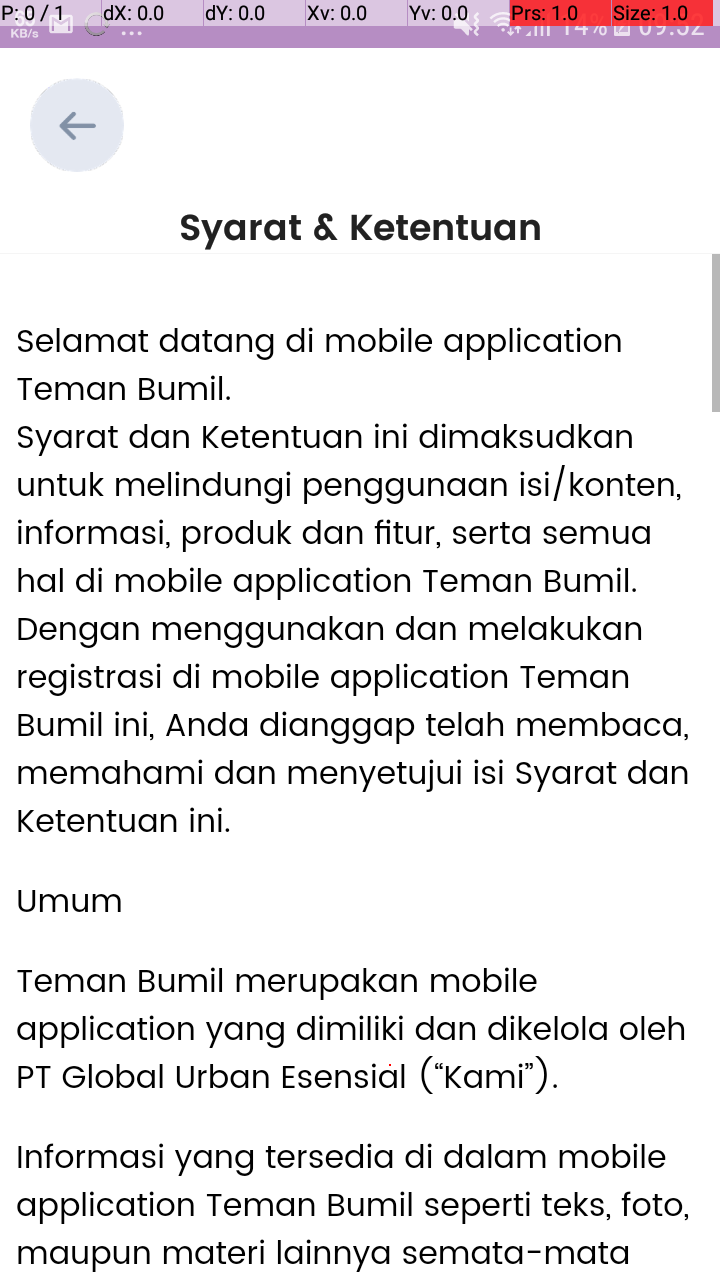 P: 0 / 1 dX: 0.0 dY: 0.0 Xv: 0.0 Yv: 0.0 Prs: 1.0 Size: 1.0
KB/s 14% 09:52
Syarat & Ketentuan
Selamat datang di mobile application
Teman Bumil.
Syarat dan Ketentuan ini dimaksudkan
untuk melindungi penggunaan isi/konten,
informasi, produk dan fitur, serta semua
hal di mobile application Teman Bumil.
Dengan menggunakan dan melakukan
registrasi di mobile application Teman
Bumil ini, Anda dianggap telah membaca,
memahami dan menyetujui isi Syarat dan
Ketentuan ini.
Umum
Teman Bumil merupakan mobile
application yang dimiliki dan dikelola oleh
PT Global Urban Esensial (“Kami”).
Informasi yang tersedia di dalam mobile
application Teman Bumil seperti teks, foto,
maupun materi lainnya semata-mata